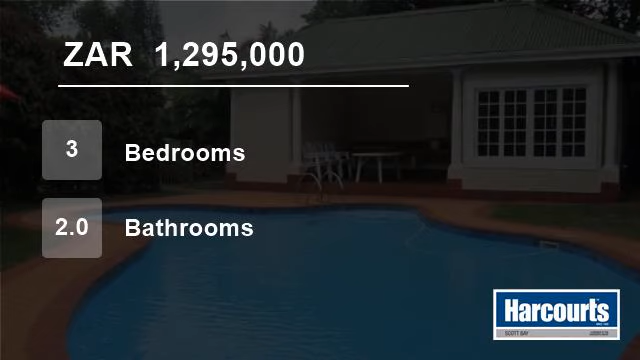 ZAR 1,295,000
3 Bedrooms
2.0 Bathrooms
Harcourts
SCOTT BAY